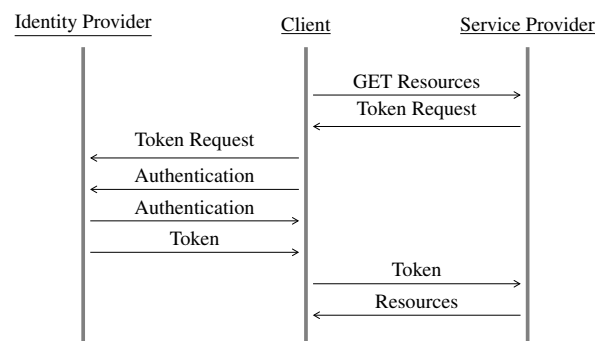 Identity Provider
Client
Service Provider
GET Resources
Token Request
Token Request
Authentication
Authentication
Token
Token
Resources